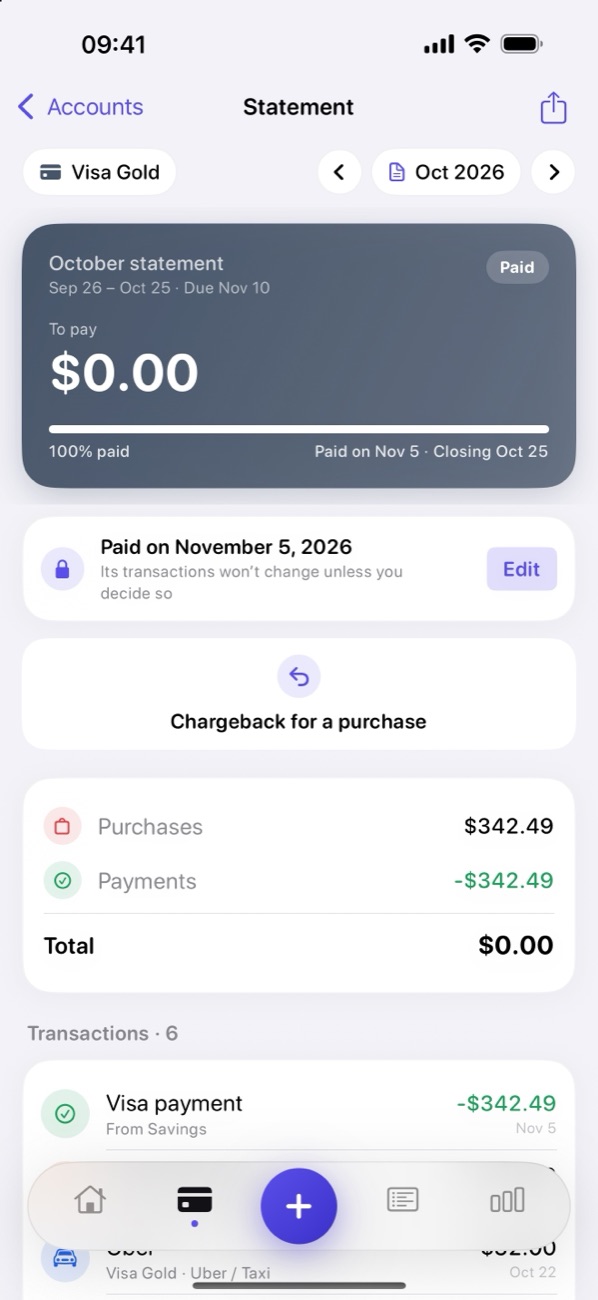 09:41
Accounts
Statement
Visa Gold
Oct 2026
October statement
Paid
Sep 26 – Oct 25 · Due Nov 10
To pay
$0.00
100% paid
Paid on Nov 5 · Closing Oct 25
Paid on November 5, 2026
Its transactions won't change unless you
decide so
Edit
Chargeback for a purchase
Purchases
$342.49
Payments
-$342.49
Total
$0.00
Transactions · 6
Visa payment
-$342.49
From Savings
Nov 5
Uber
Visa Gold · Uber / Taxi
Oct 22